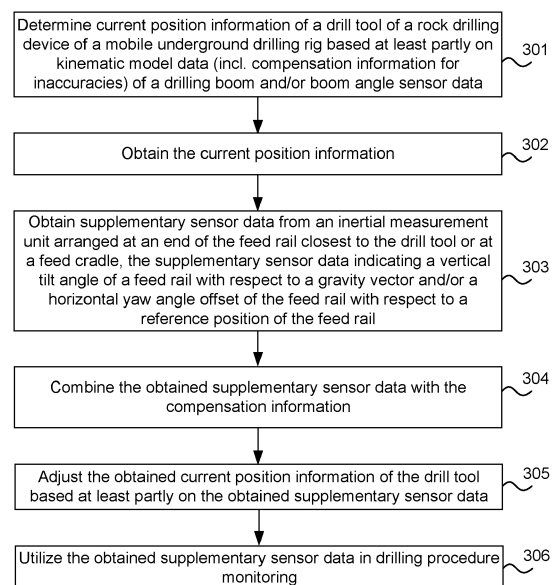 Determine current position information of a drill tool of a rock drilling
device of a mobile underground drilling rig based at least partly on
kinematic model data (incl. compensation information for
inaccuracies) of a drilling boom and/or boom angle sensor data
301
Obtain the current position information
302
Obtain supplementary sensor data from an inertial measurement
unit arranged at an end of the feed rail closest to the drill tool or at
a feed cradle, the supplementary sensor data indicating a vertical
tilt angle of a feed rail with respect to a gravity vector and/or a
horizontal yaw angle offset of the feed rail with respect to a
reference position of the feed rail
303
Combine the obtained supplementary sensor data with the
compensation information
304
Adjust the obtained current position information of the drill tool
based at least partly on the obtained supplementary sensor data
305
Utilize the obtained supplementary sensor data in drilling procedure
monitoring
306